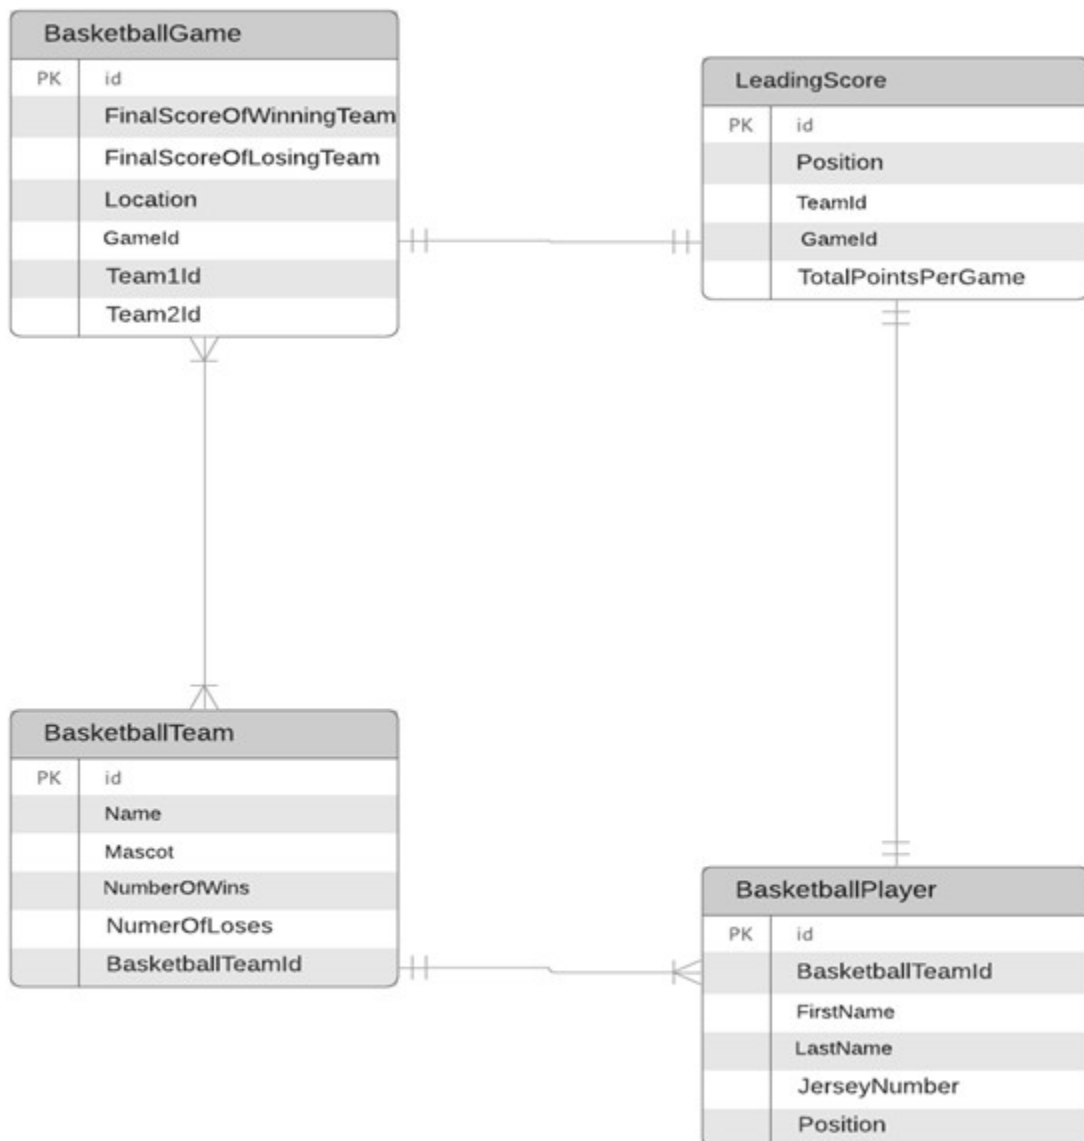 BasketballGame
PK id
FinalScoreOfWinningTeam
FinalScoreOfLosingTeam
Location
GameId
Team1Id
Team2Id
LeadingScore
PK id
Position
TeamId
GameId
TotalPointsPerGame
BasketballTeam
PK id
Name
Mascot
NumberOfWins
NumerOfLoses
BasketballTeamId
BasketballPlayer
PK id
BasketballTeamId
FirstName
LastName
JerseyNumber
Position